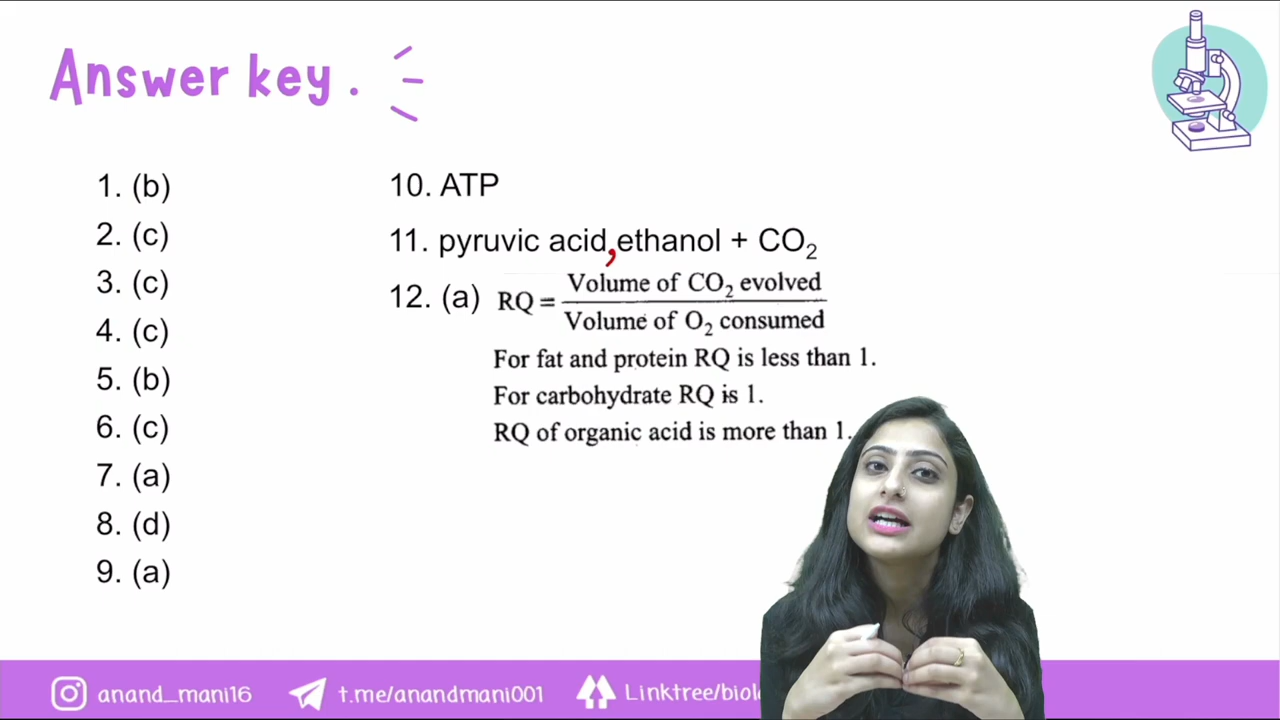 Answer key .
1. (b)
2. (c)
3. (c)
4. (c)
5. (b)
6. (c)
7. (a)
8. (d)
9. (a)
10. ATP
11. pyruvic acid,ethanol + CO₂
12. (a) RQ = Volume of CO₂ evolved
Volume of O₂ consumed
For fat and protein RQ is less than 1.
For carbohydrate RQ is 1.
RQ of organic acid is more than 1.
anand_mani16 t.me/anandmani001